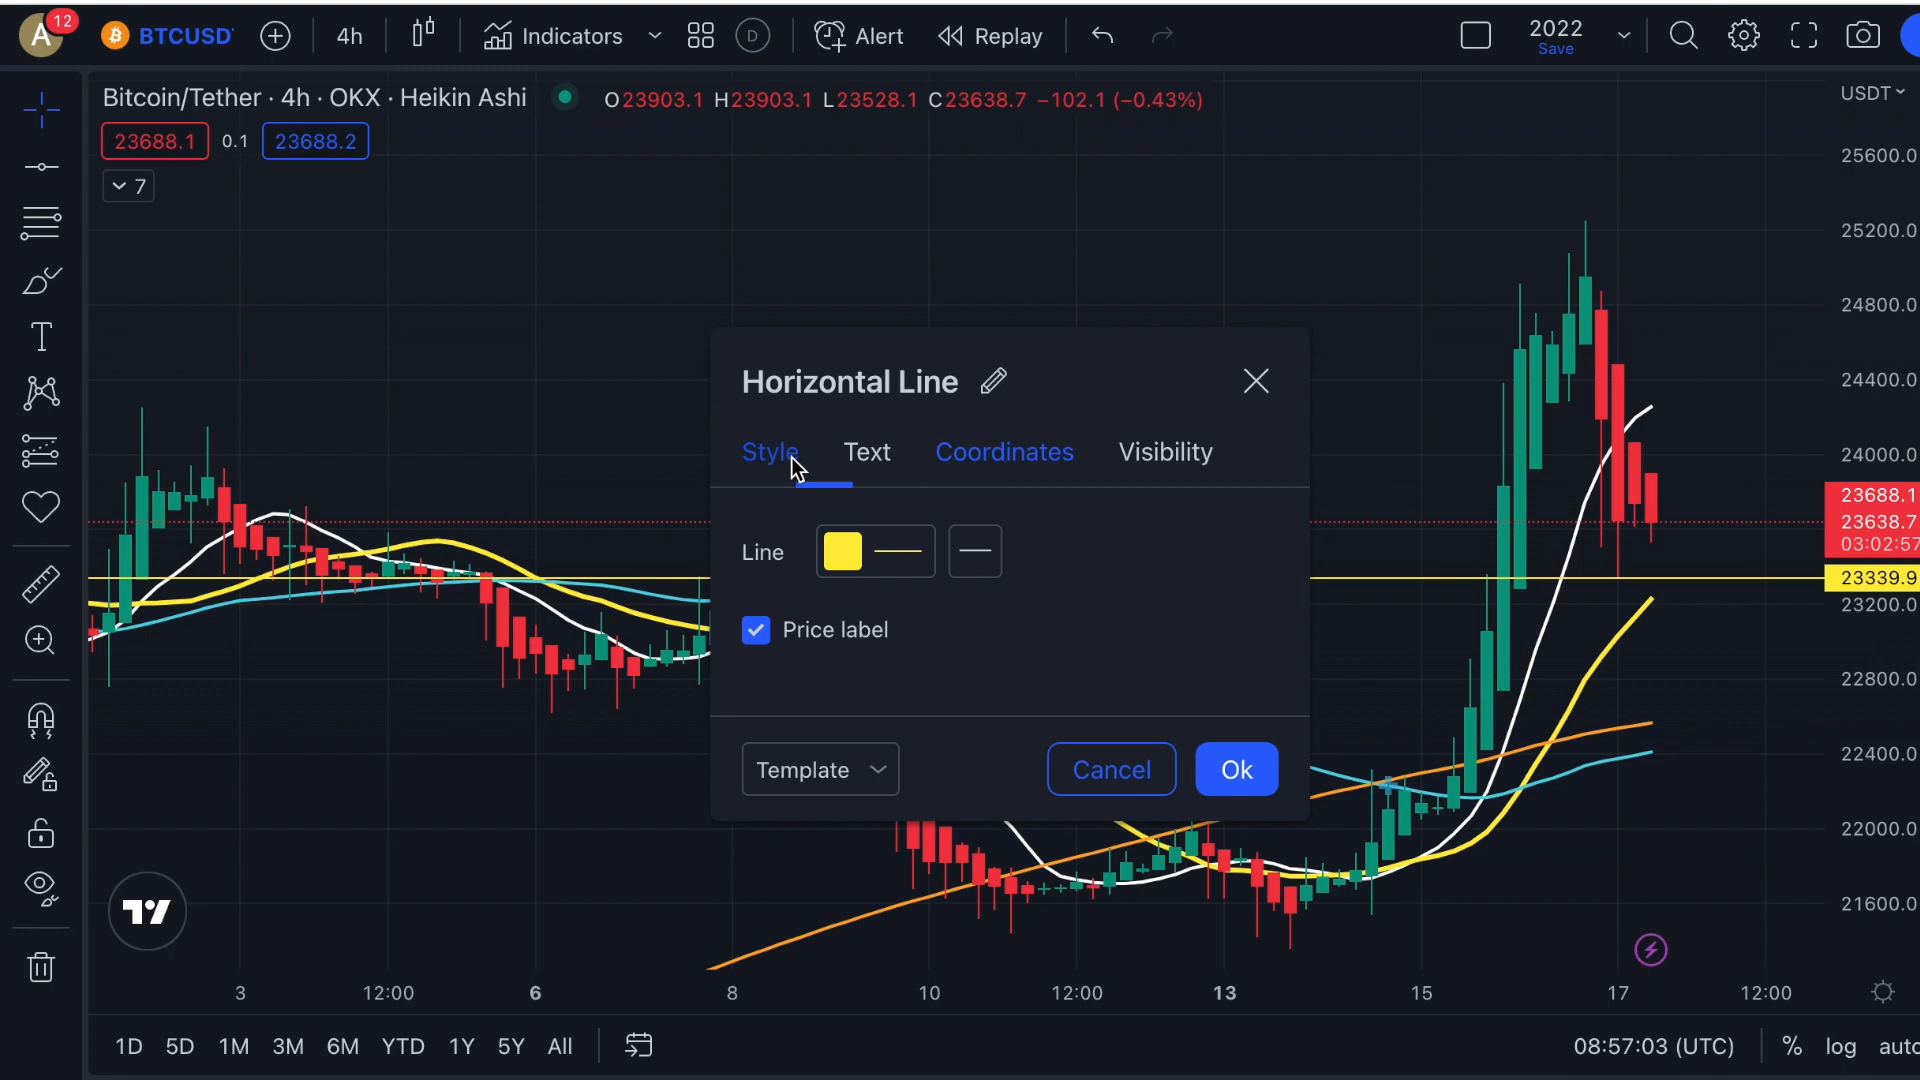 A 12 BTCUSD 4h Indicators D Alert Replay 2022
Save
Bitcoin/Tether · 4h · OKX · Heikin Ashi O23903.1 H23903.1 L23528.1 C23638.7 −102.1 (−0.43%)
USDT
23688.1 0.1 23688.2
7
25600.0
25200.0
24800.0
24400.0
24000.0
23688.1
23638.7
03:02:57
23339.9
23200.0
22800.0
22400.0
22000.0
21600.0
Horizontal Line
Style Text Coordinates Visibility
Line
Price label
Template Cancel Ok
3 12:00 6 8 10 12:00 13 15 17 12:00
1D 5D 1M 3M 6M YTD 1Y 5Y All 08:57:03 (UTC) % log auto